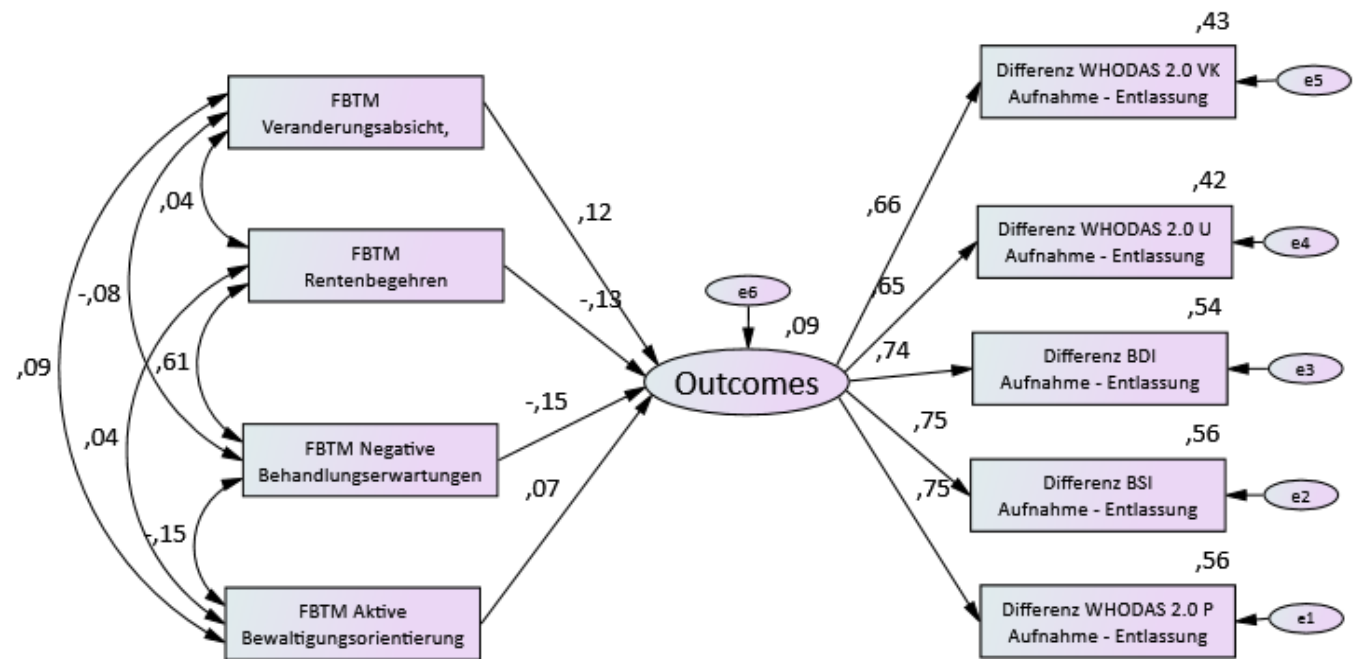 FBTM
Veranderungsabsicht,
FBTM
Rentenbegehren
FBTM Negative
Behandlungserwartungen
FBTM Aktive
Bewaltigungsorientierung
,04
-,08
,09
,61
,04
-,15
,12
-,13
-,15
,07
e6
,09
Outcomes
,66
,65
,74
,75
,75
,43
Differenz WHODAS 2.0 VK
Aufnahme - Entlassung
e5
,42
Differenz WHODAS 2.0 U
Aufnahme - Entlassung
e4
,54
Differenz BDI
Aufnahme - Entlassung
e3
,56
Differenz BSI
Aufnahme - Entlassung
e2
,56
Differenz WHODAS 2.0 P
Aufnahme - Entlassung
e1